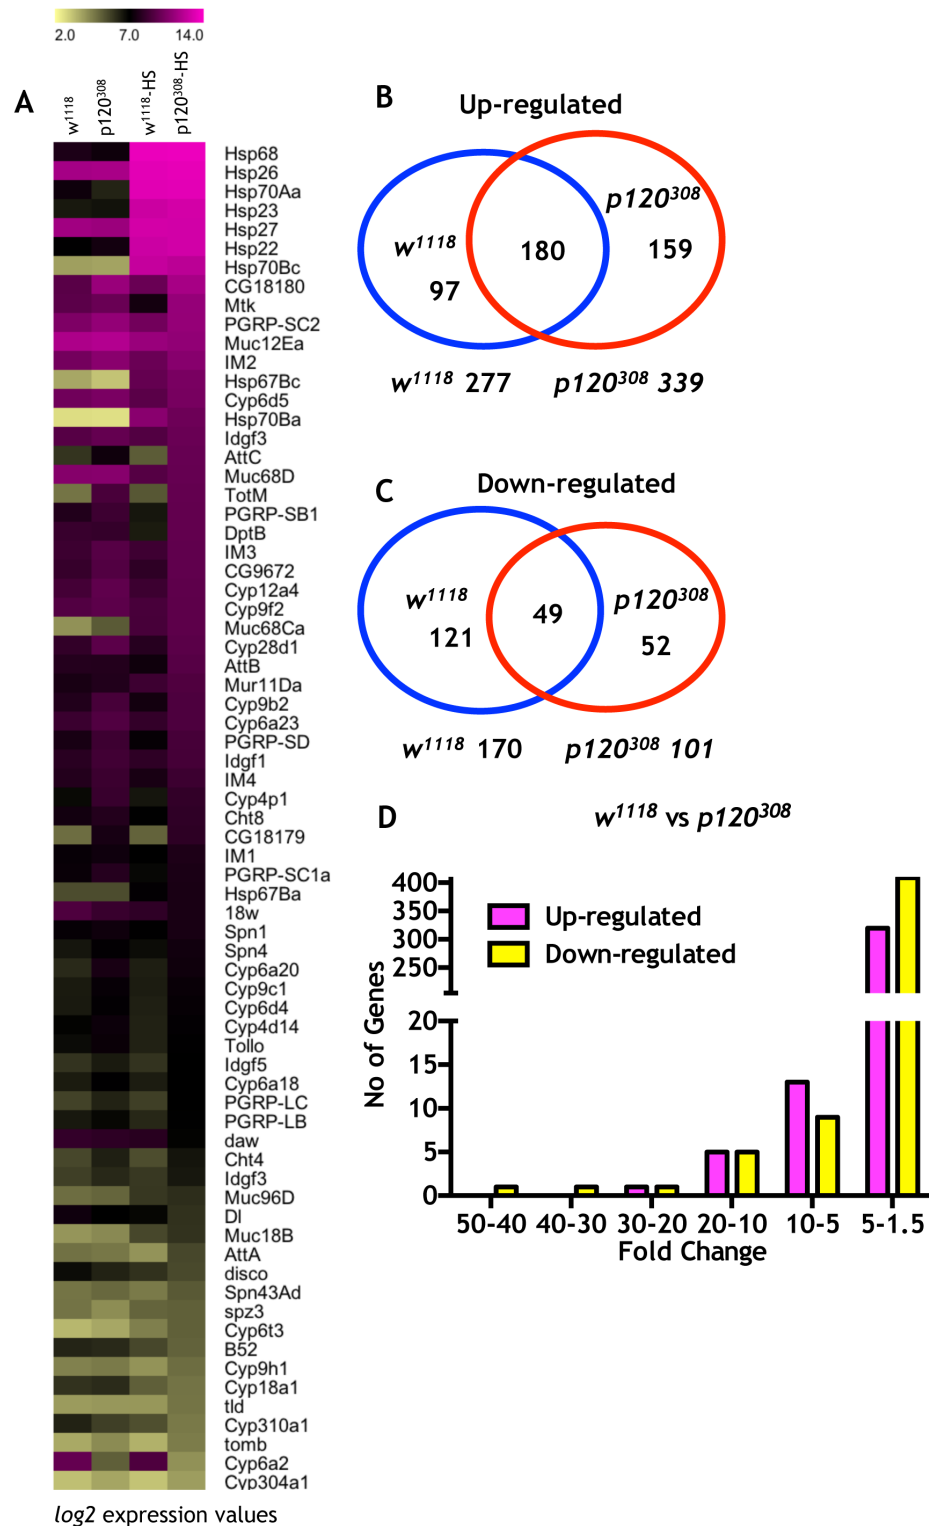 2.0 7.0 14.0
A
w1118 p120308 w1118-HS p120308-HS
Hsp68
Hsp26
Hsp70Aa
Hsp23
Hsp27
Hsp22
Hsp70Bc
CG18180
Mtk
PGRP-SC2
Muc12Ea
IM2
Hsp67Bc
Cyp6d5
Hsp70Ba
Idgf3
AttC
Muc68D
TotM
PGRP-SB1
DptB
IM3
CG9672
Cyp12a4
Cyp9f2
Muc68Ca
Cyp28d1
AttB
Mur11Da
Cyp9b2
Cyp6a23
PGRP-SD
Idgf1
IM4
Cyp4p1
Cht8
CG18179
IM1
PGRP-SC1a
Hsp67Ba
18w
Spn1
Spn4
Cyp6a20
Cyp9c1
Cyp6d4
Cyp4d14
Tollo
Idgf5
Cyp6a18
PGRP-LC
PGRP-LB
daw
Cht4
Idgf3
Muc96D
Dl
Muc18B
AttA
disco
Spn43Ad
spz3
Cyp6t3
B52
Cyp9h1
Cyp18a1
tld
Cyp310a1
tomb
Cyp6a2
Cyp304a1
log2 expression values
B
Up-regulated
w1118
97
180
p120308
159
w1118 277 p120308 339
C
Down-regulated
w1118
121
49
p120308
52
w1118 170 p120308 101
D
w1118 vs p120308
No of Genes
400
350
300
250
20
15
10
5
0
Up-regulated
Down-regulated
50-40 40-30 30-20 20-10 10-5 5-1.5
Fold Change